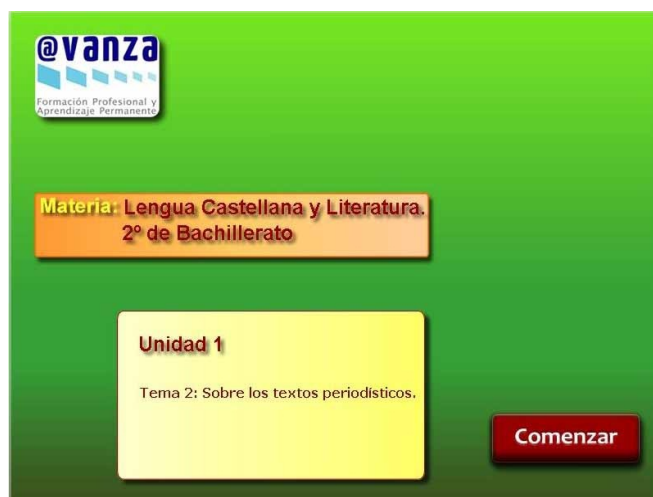 @vanza
Formación Profesional y
Aprendizaje Permanente
Materia: Lengua Castellana y Literatura.
2º de Bachillerato
Unidad 1
Tema 2: Sobre los textos periodísticos.
Comenzar